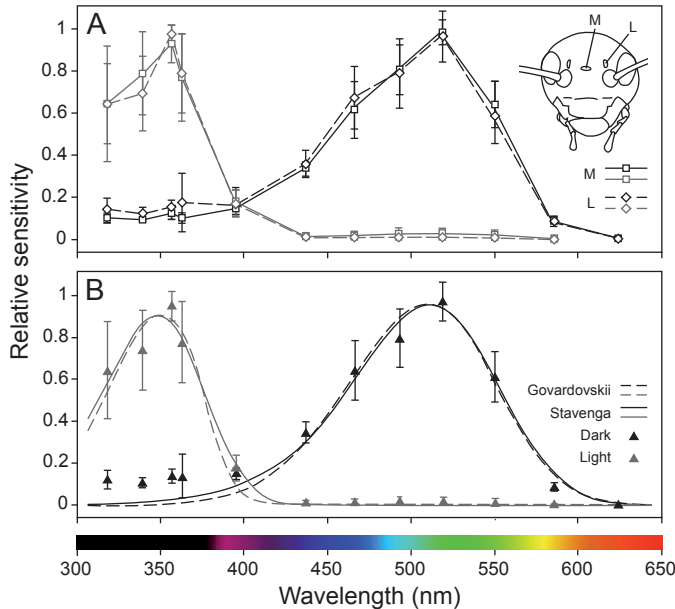 A
M
L
1
0.8
0.6
0.4
0.2
0
M
L
Relative sensitivity
B
1
0.8
0.6
0.4
0.2
0
Govardovskii
Stavenga
Dark
Light
300 350 400 450 500 550 600 650
Wavelength (nm)